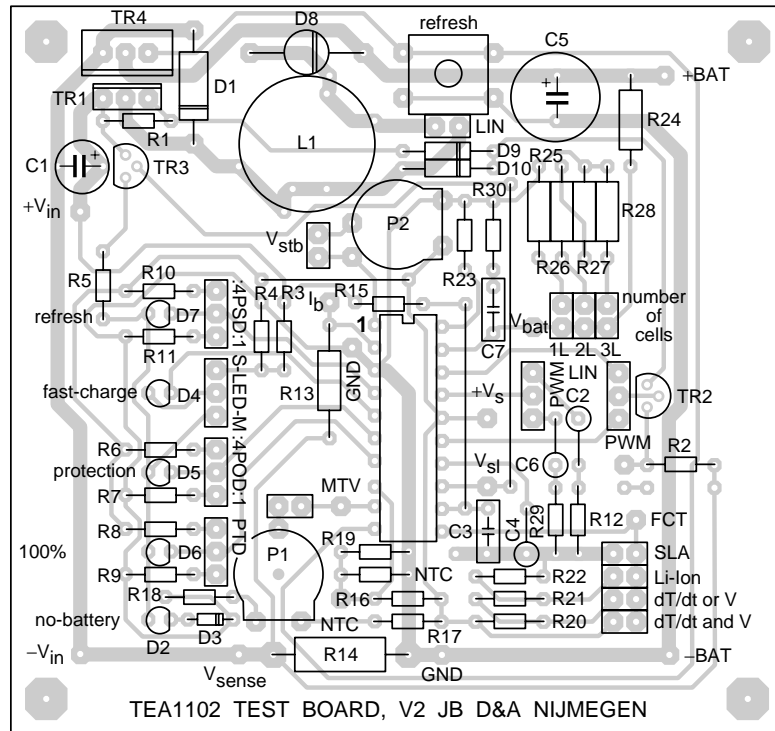 TR4
D8
refresh
C5
+BAT
D1
TR1
R1
LIN
R24
C1
+
TR3
L1
D9
D10
R25
R30
+Vin
P2
R28
Vstb
R23
R26
R27
R5
R10
4PSD:1
R4
R3
Ib
R15
refresh
D7
1
C7
Vbat
number
of
cells
R11
1L
2L
3L
S-LED-M
R13
GND
+Vs
PWM
LIN
TR2
fast-charge
D4
C2
PWM
R6
:4POD:1
Vsl
C6
R2
protection
D5
R7
MTV
R8
PTD
P1
R19
C3
C4
R29
R12
FCT
100%
D6
SLA
R9
NTC
R22
Li-Ion
R18
R16
R21
dT/dt or V
no-battery
D2
D3
NTC
R17
R20
dT/dt and V
−Vin
Vsense
R14
GND
−BAT
TEA1102 TEST BOARD, V2 JB D&A NIJMEGEN